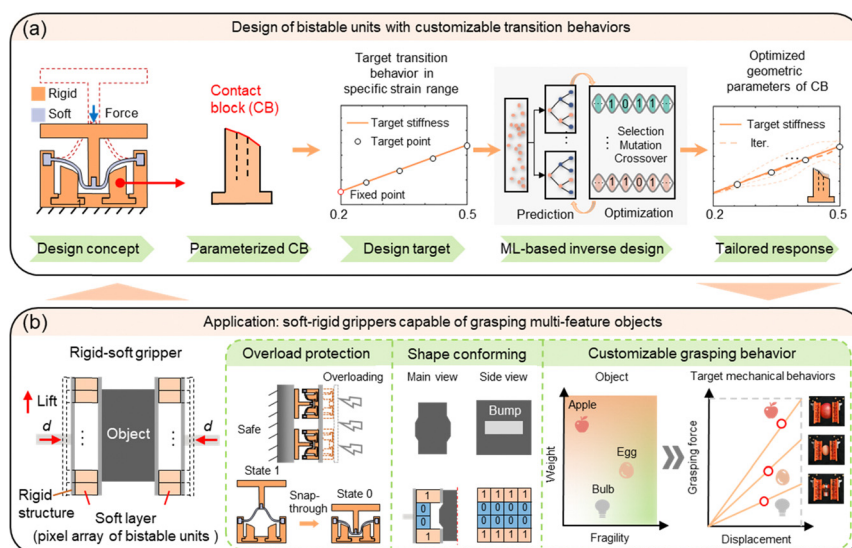 (a)
Design of bistable units with customizable transition behaviors
Rigid
Soft
Force
Contact
block (CB)
Target transition
behavior in
specific strain range
Target stiffness
Target point
Fixed point
0.2
0.5
1 0 1 1
Selection
Mutation
Crossover
1 1 0 1
Prediction
Optimization
Optimized
geometric
parameters of CB
Target stiffness
Iter.
0.2
0.5
Design concept
Parameterized CB
Design target
ML-based inverse design
Tailored response
(b)
Application: soft-rigid grippers capable of grasping multi-feature objects
Rigid-soft gripper
Lift
d
Object
d
Rigid
structure
Soft layer
(pixel array of bistable units )
Overload protection
Overloading
Safe
State 1
Snap-
through
State 0
Shape conforming
Main view
Side view
Bump
1
0
0
1
1 1 1 1
0 0 0 0
0 0 0 0
1 1 1 1
Customizable grasping behavior
Object
Apple
Egg
Bulb
Weight
Fragility
Target mechanical behaviors
Grasping force
Displacement